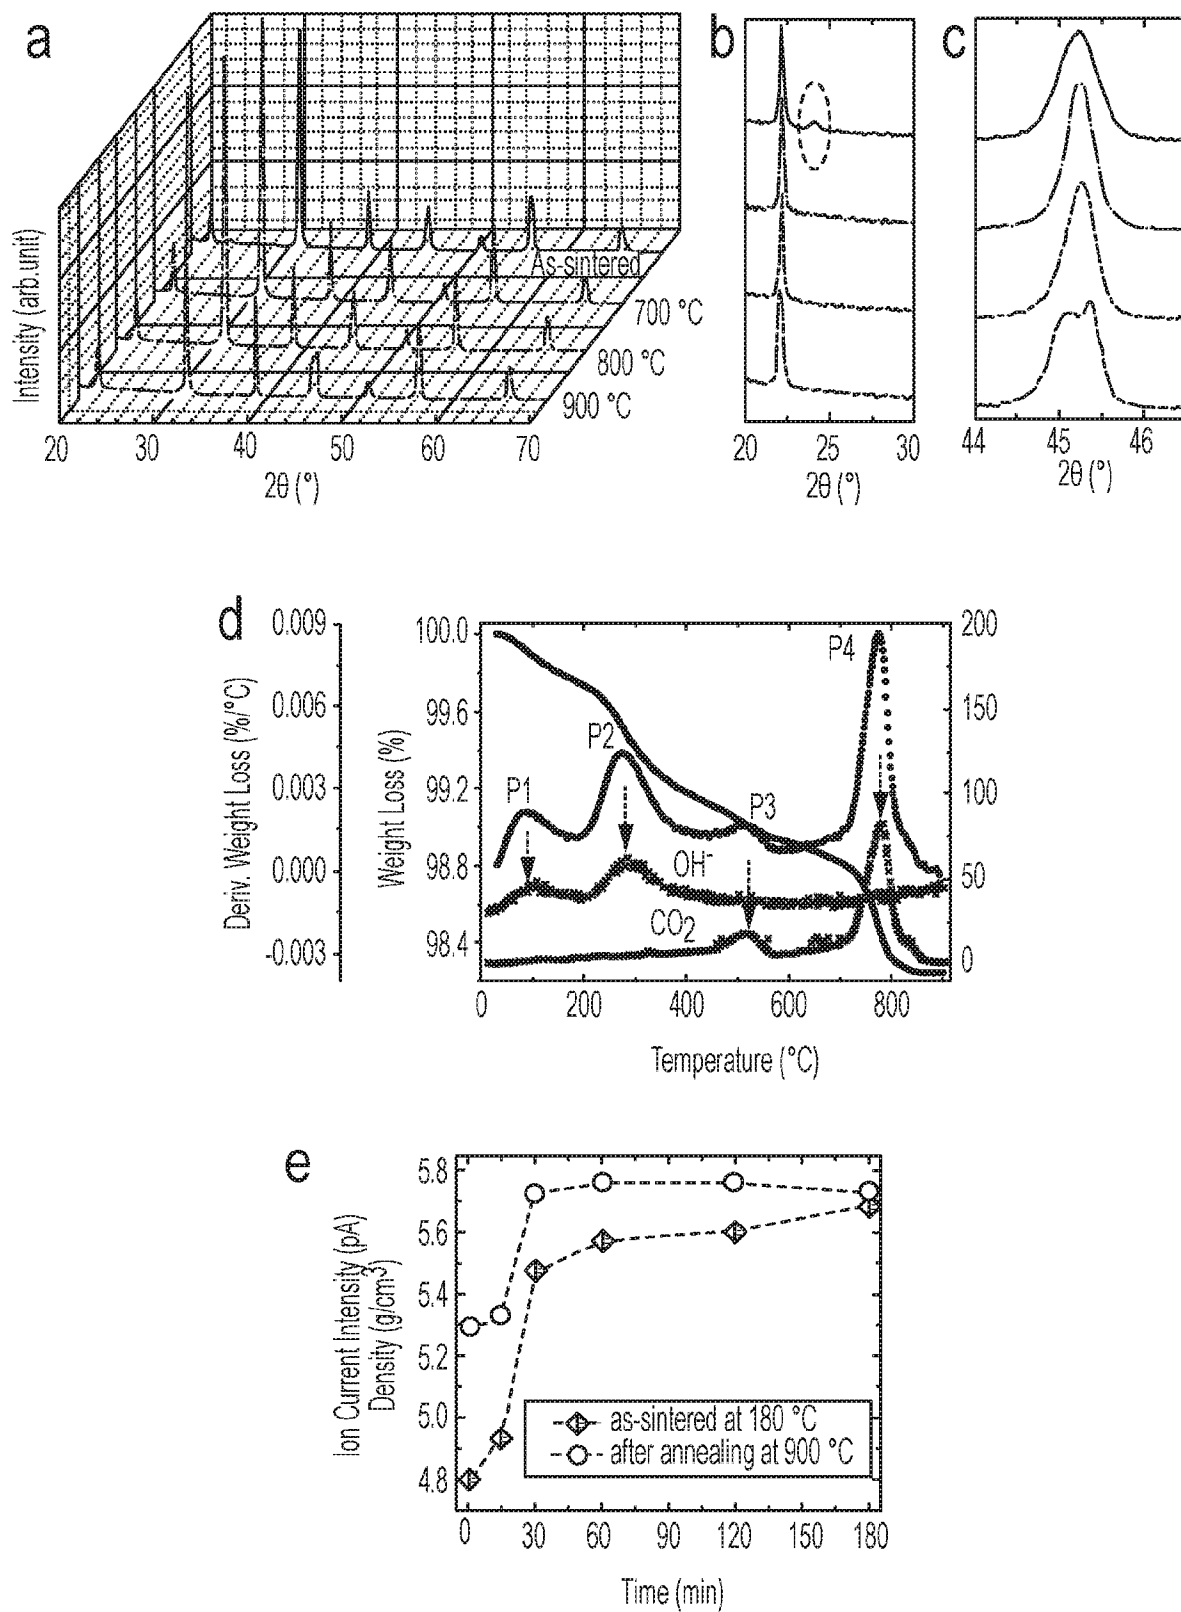 a
Intensity (arb.unit)
As-sintered
700 °C
800 °C
900 °C
20 30 40 50 60 70
2θ (°)
b
20 25 30
2θ (°)
c
44 45 46
2θ (°)
d
Deriv. Weight Loss (%/°C)
0.009
0.006
0.003
0.000
-0.003
Weight Loss (%)
100.0
99.6
99.2
98.8
98.4
P1
P2
P3
P4
OH-
CO2
200
150
100
50
0
0 200 400 600 800
Temperature (°C)
e
Ion Current Intensity (pA)
Density (g/cm3)
5.8
5.6
5.4
5.2
5.0
4.8
as-sintered at 180 °C
after annealing at 900 °C
0 30 60 90 120 150 180
Time (min)